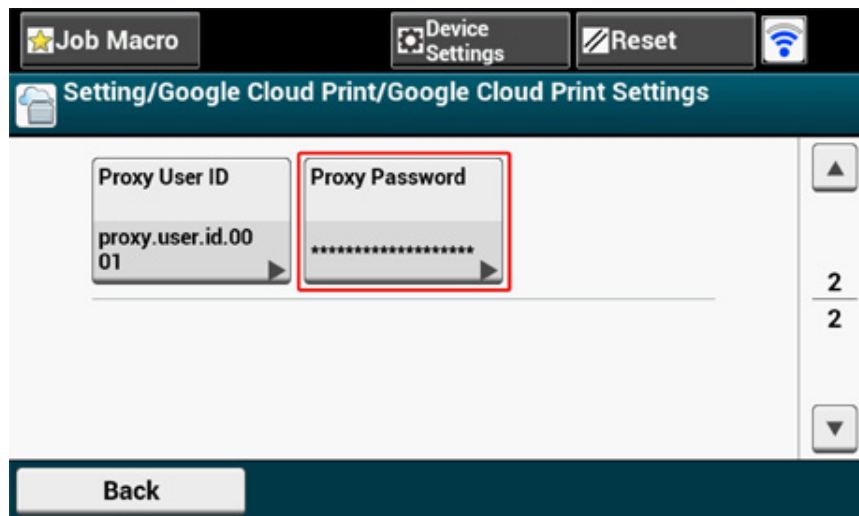 Job Macro
Device
Settings
Reset
Setting/Google Cloud Print/Google Cloud Print Settings
Proxy User ID
proxy.user.id.00
01
Proxy Password
*******************
2
2
Back